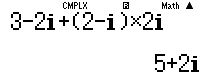 CMPLX R Math ▲
3-2i+(2-i)×2i
5+2i